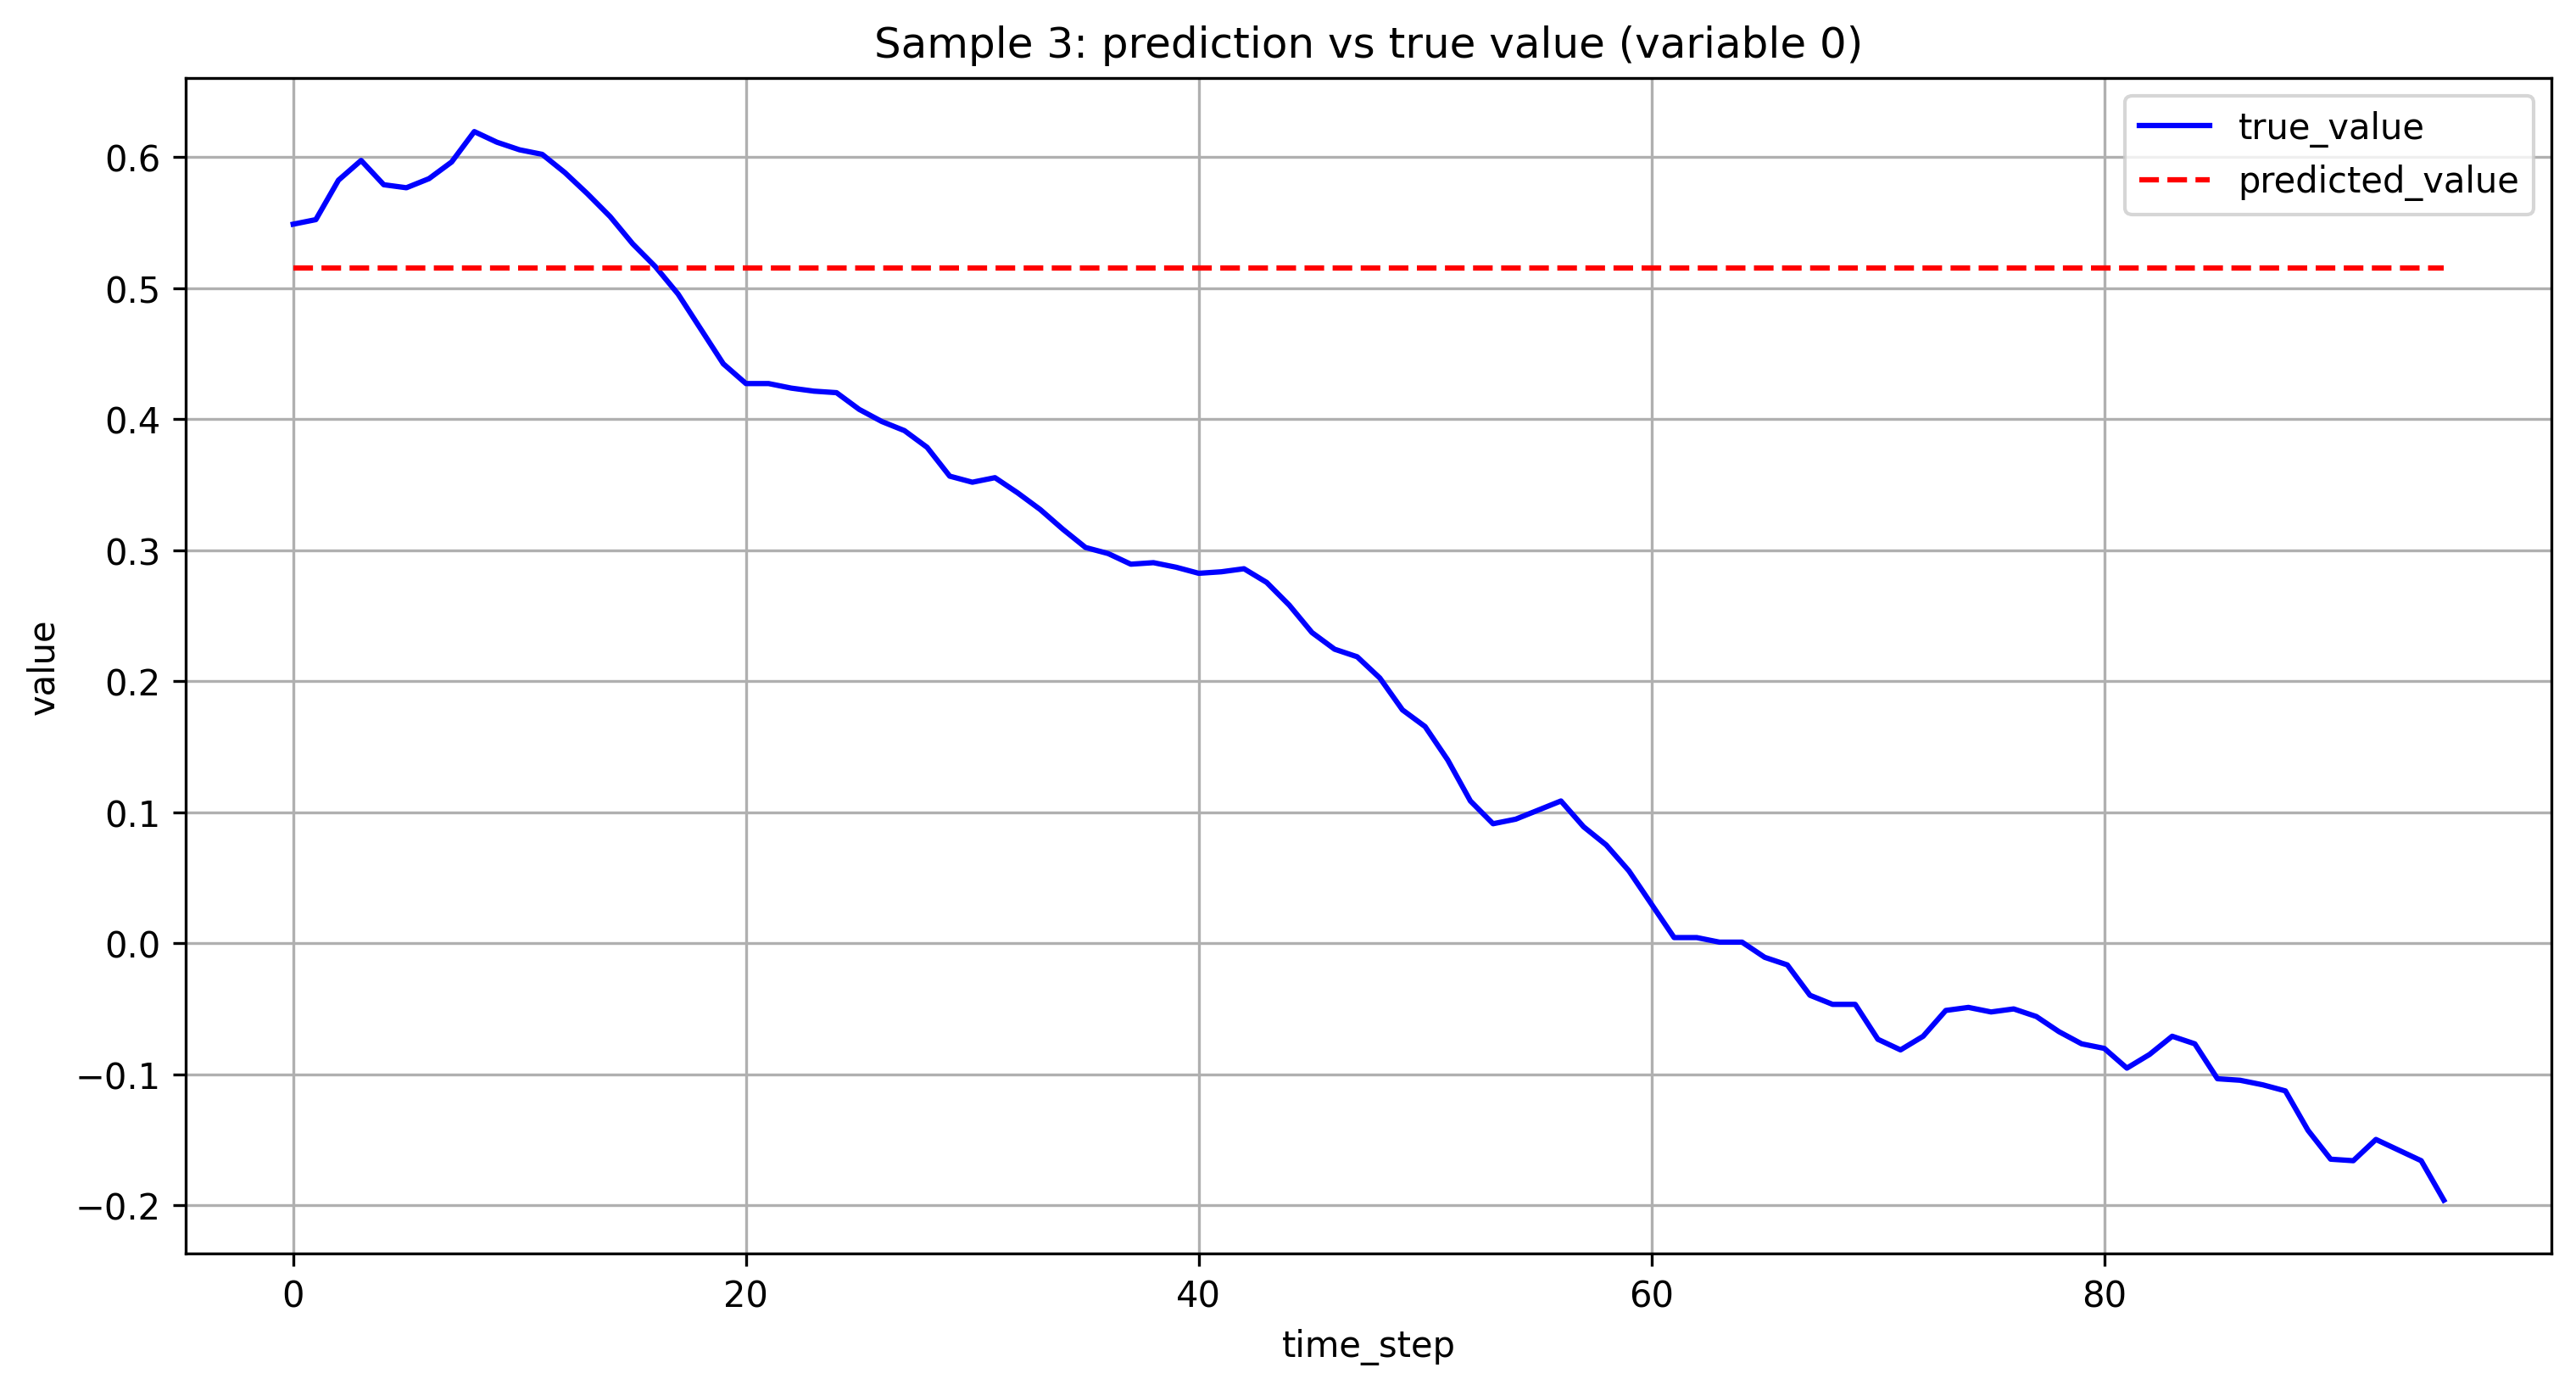 Sample 3: prediction vs true value (variable 0)
true_value
predicted_value
value
0.6
0.5
0.4
0.3
0.2
0.1
0.0
−0.1
−0.2
0 20 40 60 80
time_step